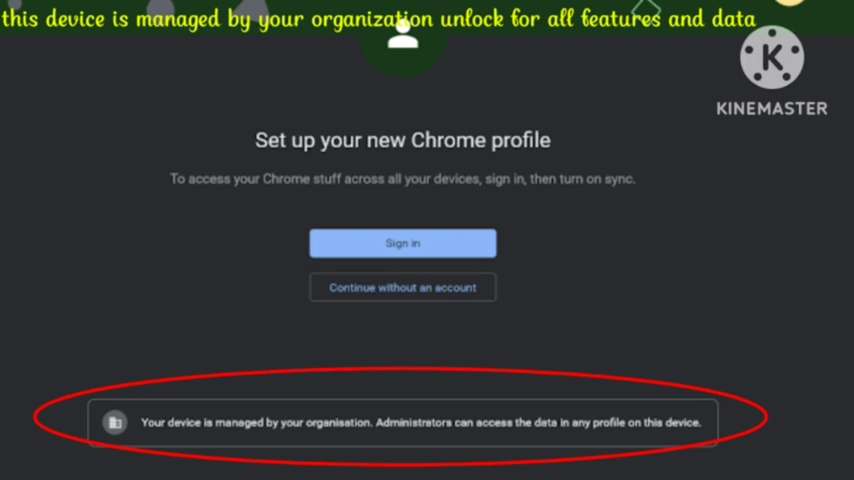 this device is managed by your organization unlock for all features and data
KINEMASTER
Set up your new Chrome profile
To access your Chrome stuff across all your devices, sign in, then turn on sync.
Sign in
Continue without an account
Your device is managed by your organisation. Administrators can access the data in any profile on this device.